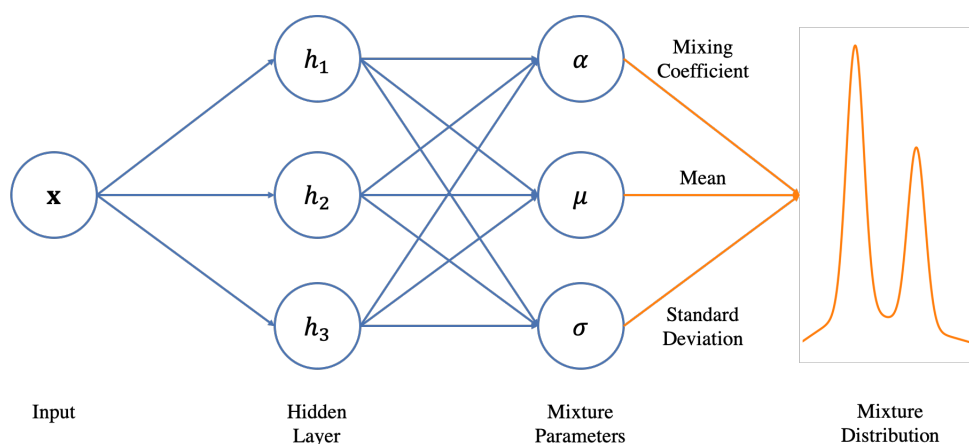 x
h1
h2
h3
α
μ
σ
Mixing
Coefficient
Mean
Standard
Deviation
Input
Hidden
Layer
Mixture
Parameters
Mixture
Distribution